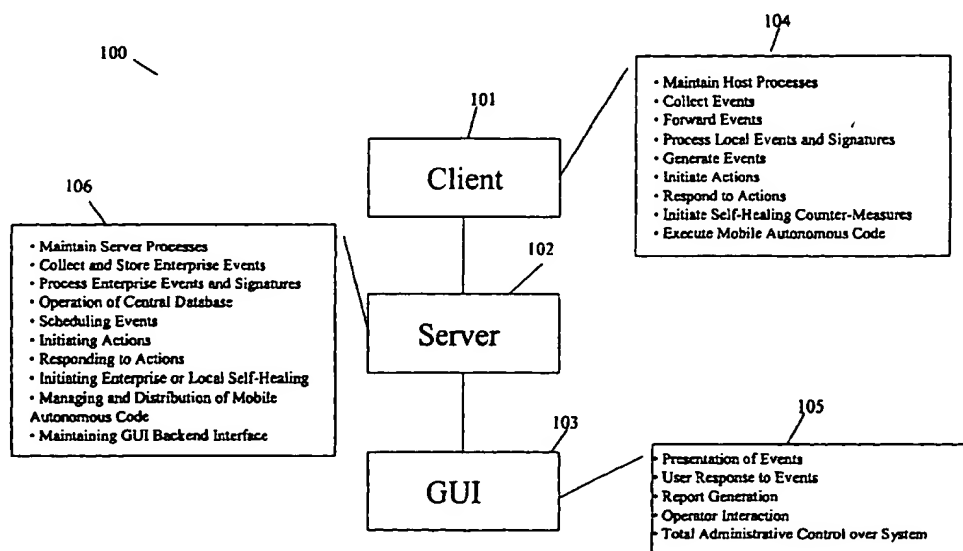 100
104
• Maintain Host Processes
• Collect Events
• Forward Events
• Process Local Events and Signatures
• Generate Events
• Initiate Actions
• Respond to Actions
• Initiate Self-Healing Counter-Measures
• Execute Mobile Autonomous Code
101
Client
106
• Maintain Server Processes
• Collect and Store Enterprise Events
• Process Enterprise Events and Signatures
• Operation of Central Database
• Scheduling Events
• Initiating Actions
• Responding to Actions
• Initiating Enterprise or Local Self-Healing
• Managing and Distribution of Mobile
Autonomous Code
• Maintaining GUI Backend Interface
102
Server
103
GUI
105
• Presentation of Events
• User Response to Events
• Report Generation
• Operator Interaction
• Total Administrative Control over System